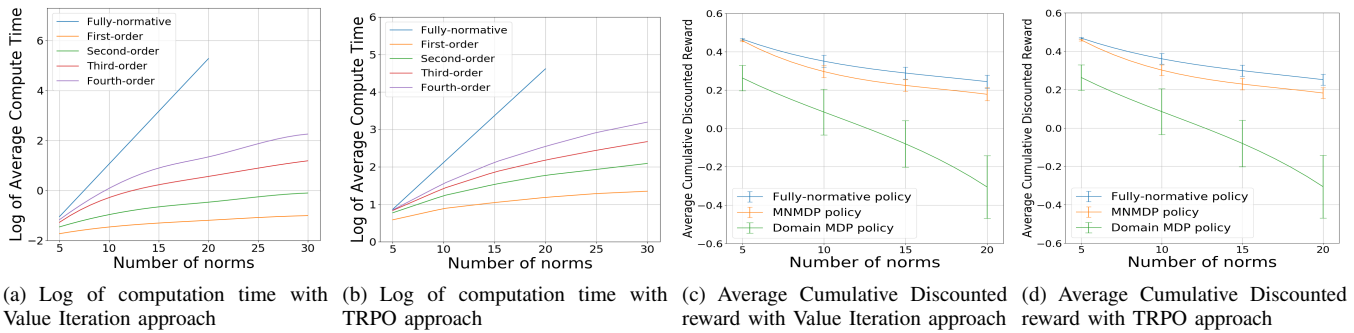 Log of Average Compute Time
6
4
2
0
−2
Fully-normative
First-order
Second-order
Third-order
Fourth-order
5 10 15 20 25 30
Number of norms
(a) Log of computation time with
Value Iteration approach
Log of Average Compute Time
6
5
4
3
2
1
0
Fully-normative
First-order
Second-order
Third-order
Fourth-order
5 10 15 20 25 30
Number of norms
(b) Log of computation time with
TRPO approach
Average Cumulative Discounted Reward
0.6
0.4
0.2
0.0
−0.2
−0.4
−0.6
Fully-normative policy
MNMDP policy
Domain MDP policy
5 10 15 20
Number of norms
(c) Average Cumulative Discounted
reward with Value Iteration approach
Average Cumulative Discounted Reward
0.6
0.4
0.2
0.0
−0.2
−0.4
−0.6
Fully-normative policy
MNMDP policy
Domain MDP policy
5 10 15 20
Number of norms
(d) Average Cumulative Discounted
reward with TRPO approach